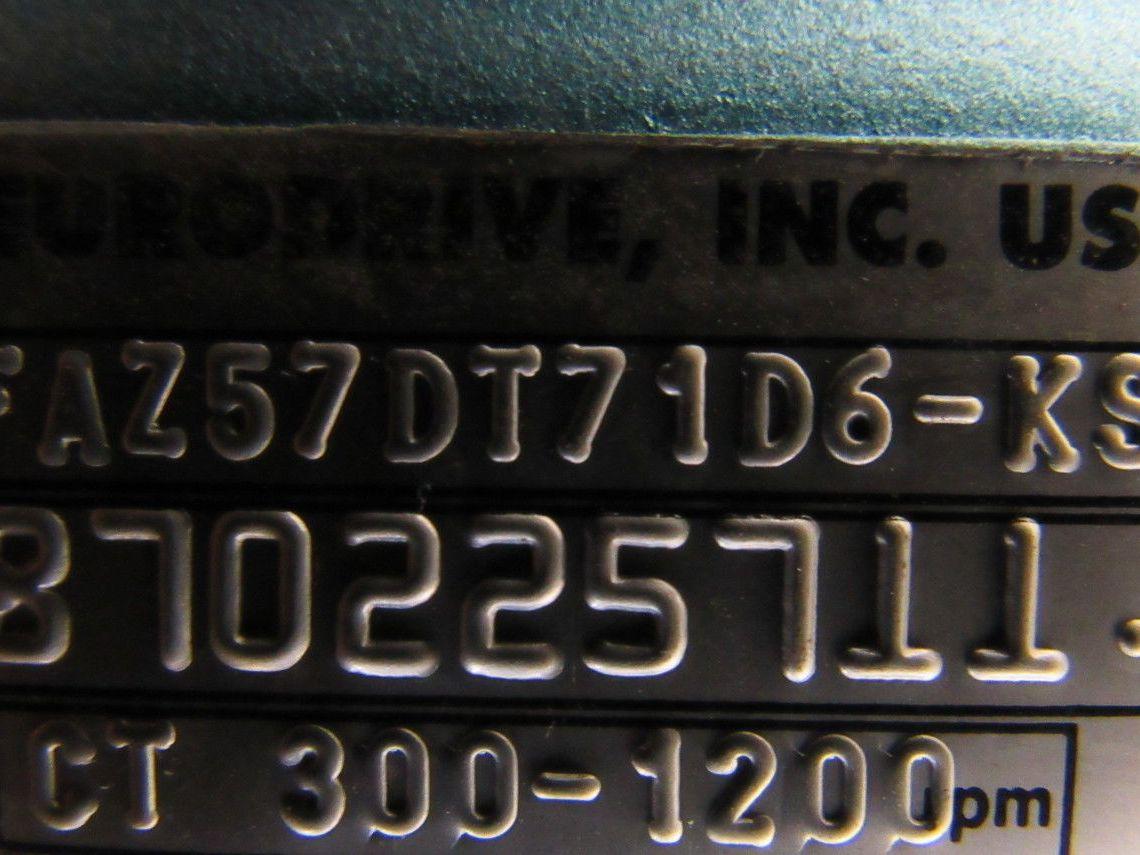 EURODRIVE, INC. US
FAZ57DT71D6-KS
870225711.
CT 300-1200 rpm